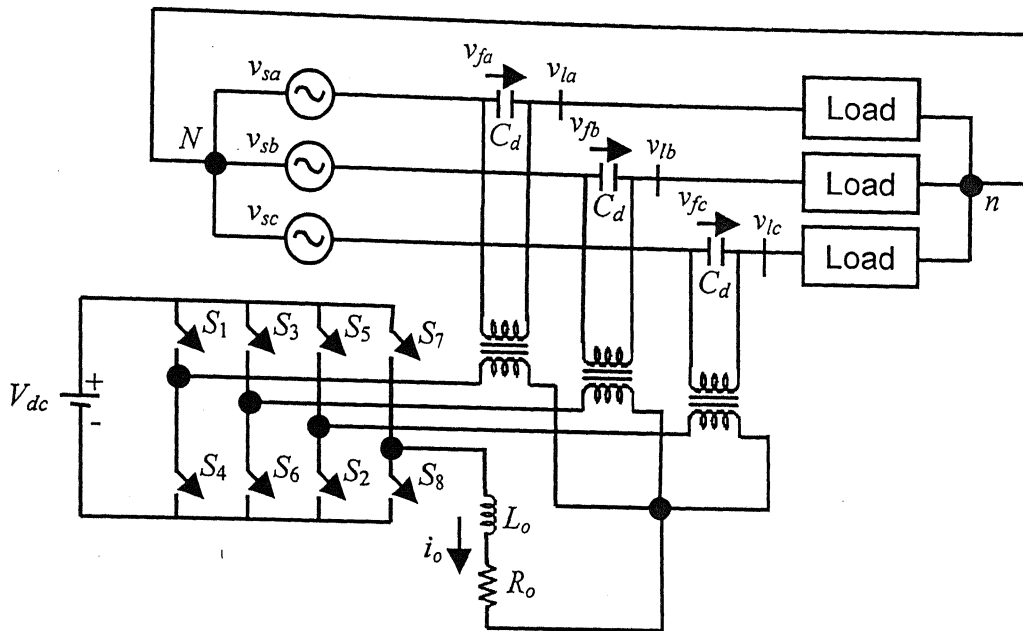 v_fa
v_la
v_sa
C_d
Load
N
v_sb
v_fb
v_lb
C_d
Load
n
v_sc
v_fc
v_lc
C_d
Load
S_1
S_3
S_5
S_7
V_dc
+
-
S_4
S_6
S_2
S_8
L_o
i_o
R_o